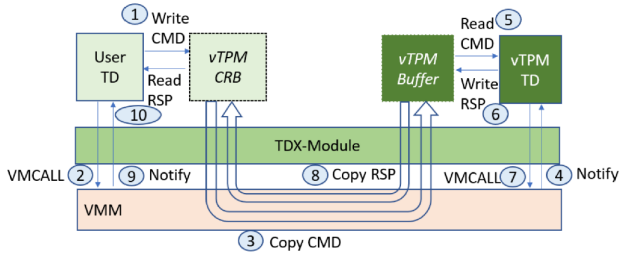 1 Write
CMD
User
TD
Read
RSP
10
vTPM
CRB
vTPM
Buffer
5
Read
CMD
Write
RSP
6
vTPM
TD
TDX-Module
VMCALL 2
9 Notify
8 Copy RSP
VMCALL 7
4 Notify
VMM
3 Copy CMD